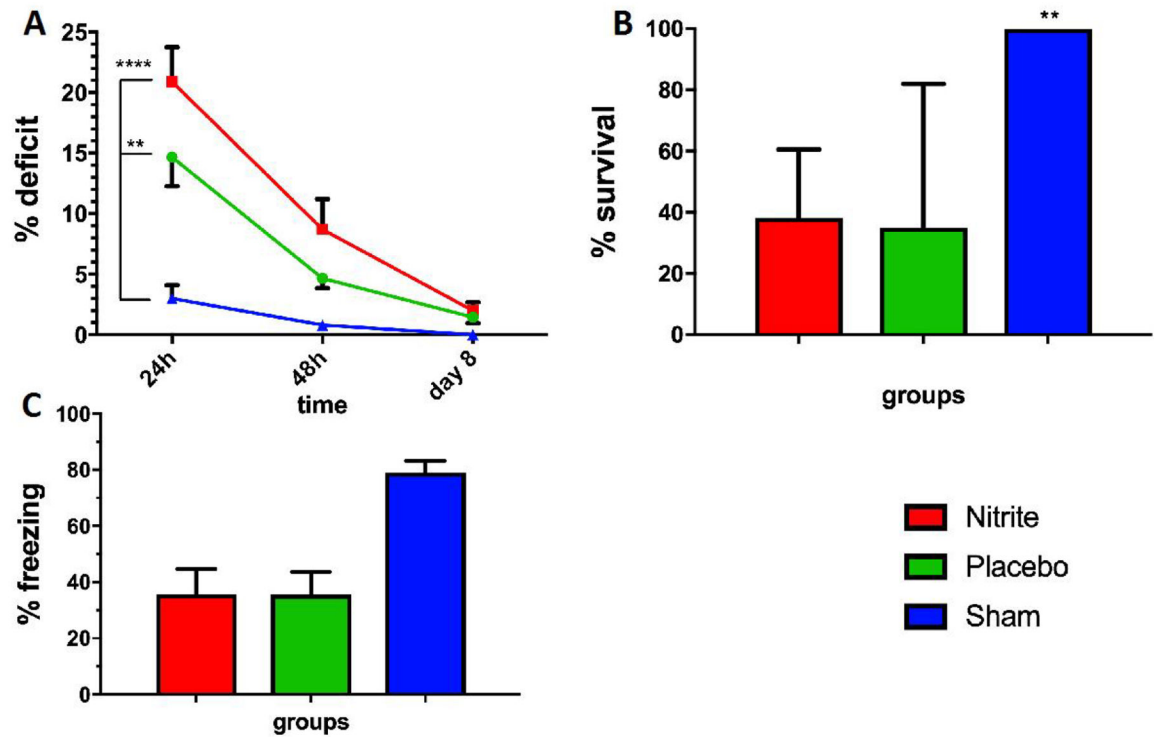 A
% deficit
25
20
15
10
5
0
****
**
24h
48h
day 8
time
B
% survival
100
80
60
40
20
0
**
groups
C
% freezing
100
80
60
40
20
0
groups
Nitrite
Placebo
Sham